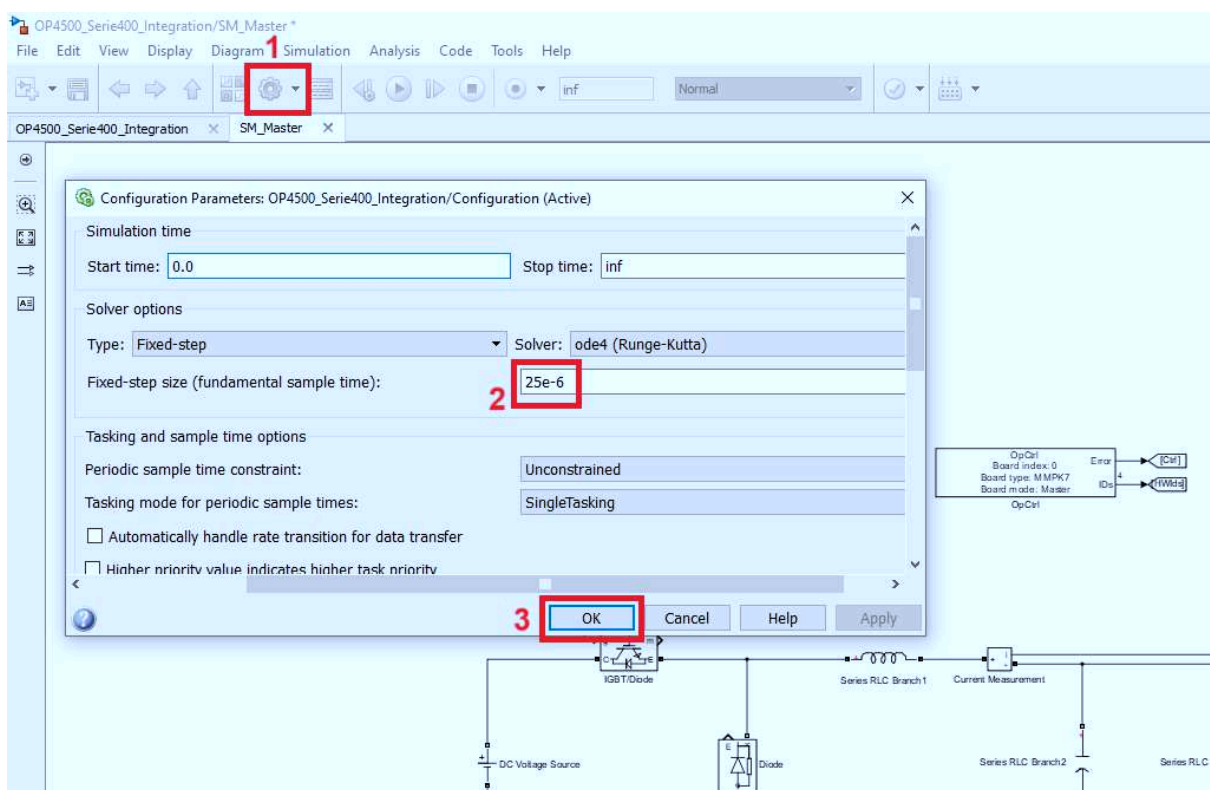 OP4500_Serie400_Integration/SM_Master *
File Edit View Display Diagram Simulation Analysis Code Tools Help
1
inf Normal
OP4500_Serie400_Integration SM_Master
Configuration Parameters: OP4500_Serie400_Integration/Configuration (Active)
Simulation time
Start time: 0.0 Stop time: inf
Solver options
Type: Fixed-step Solver: ode4 (Runge-Kutta)
Fixed-step size (fundamental sample time): 25e-6
2
Tasking and sample time options
Periodic sample time constraint: Unconstrained
Tasking mode for periodic sample times: SingleTasking
Automatically handle rate transition for data transfer
Higher priority value indicates higher task priority
3 OK Cancel Help Apply
OpCtrl
Board index: 0
Board type: MMPK7
Board mode: Master
Error
IDs
4
[Ctrl]
[HWIds]
OpCtrl
g m
C E
IGBT/Diode
Series RLC Branch1
Current Measurement
DC Voltage Source
Diode
Series RLC Branch2
Series RLC